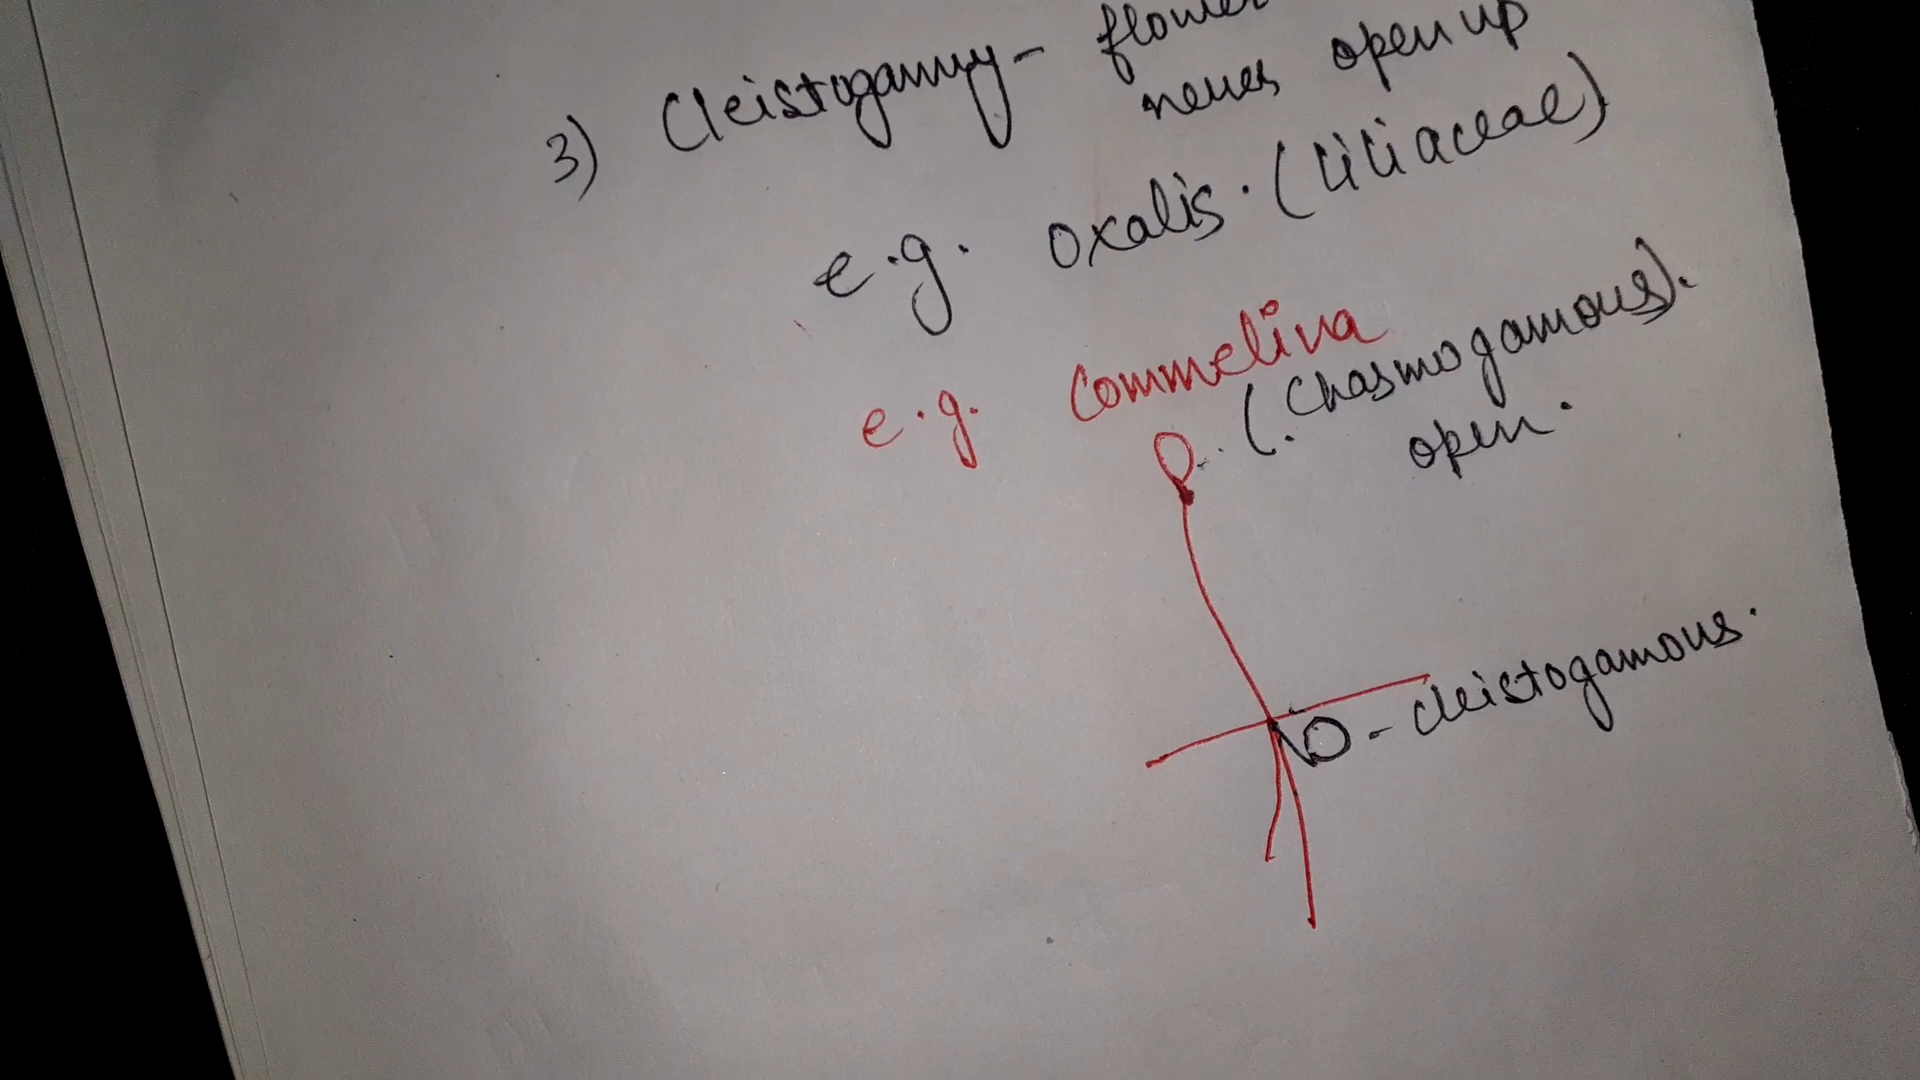 3) Cleistogamy - flower
never open up
e.g. oxalis. (Liliaceae)
e.g. Commelina
(Chasmogamous).
open.
- cleistogamous.